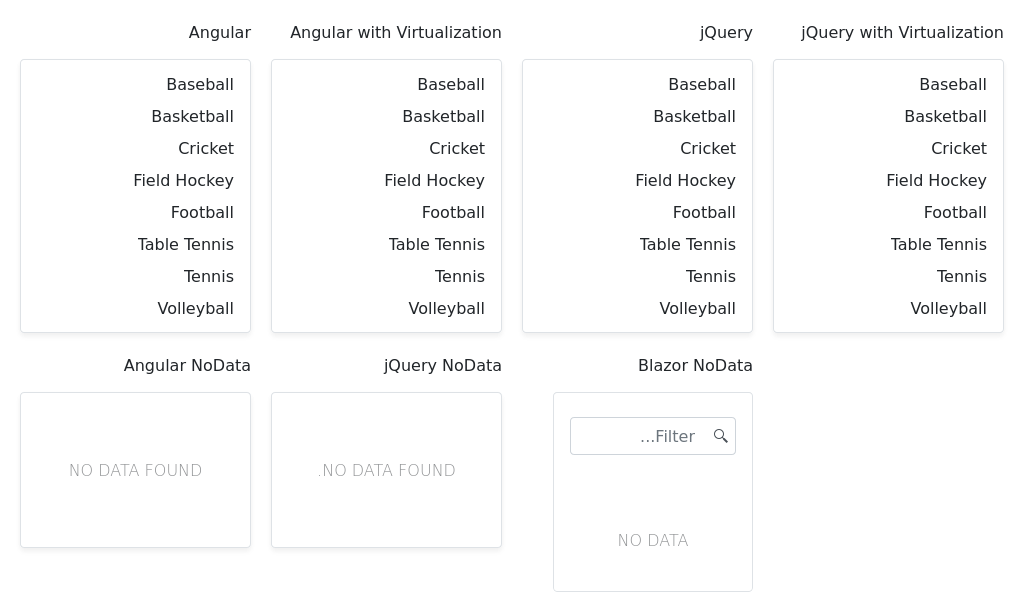 Angular
Baseball
Basketball
Cricket
Field Hockey
Football
Table Tennis
Tennis
Volleyball
Angular with Virtualization
Baseball
Basketball
Cricket
Field Hockey
Football
Table Tennis
Tennis
Volleyball
jQuery
Baseball
Basketball
Cricket
Field Hockey
Football
Table Tennis
Tennis
Volleyball
jQuery with Virtualization
Baseball
Basketball
Cricket
Field Hockey
Football
Table Tennis
Tennis
Volleyball
Angular NoData
NO DATA FOUND
jQuery NoData
.NO DATA FOUND
Blazor NoData
...Filter
NO DATA